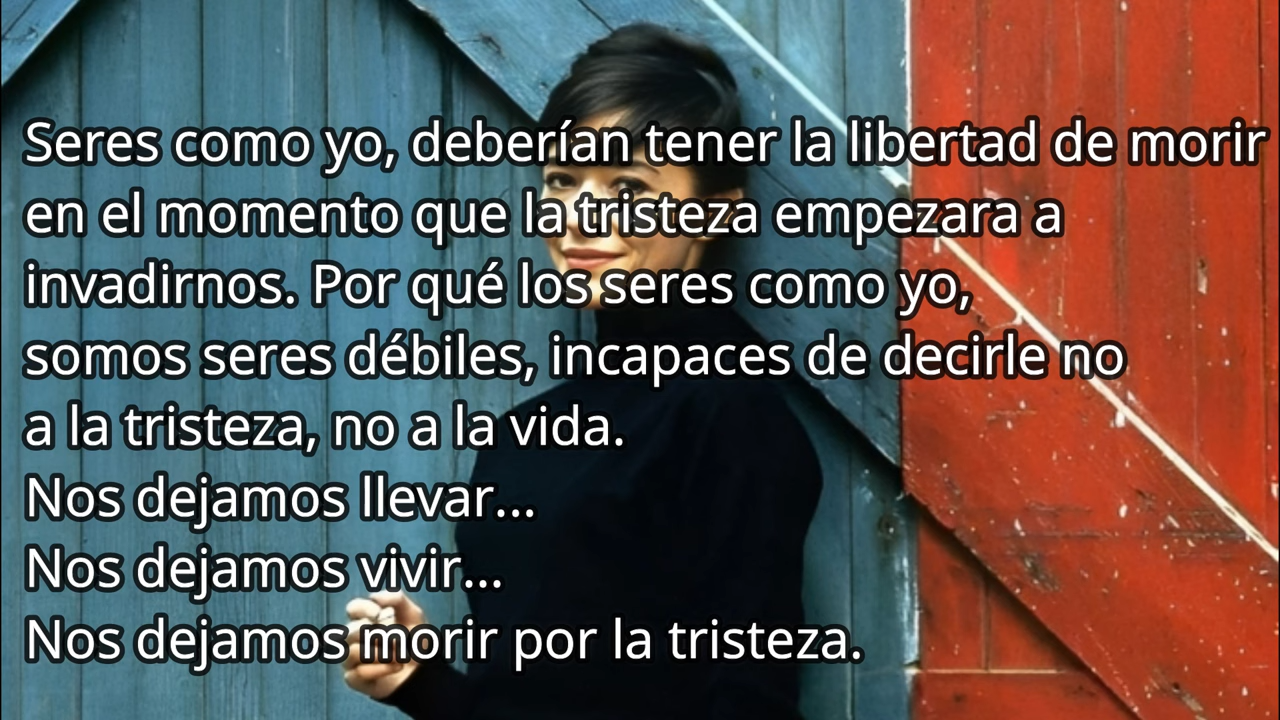 Seres como yo, deberían tener la libertad de morir
en el momento que la tristeza empezara a
invadirnos. Por qué los seres como yo,
somos seres débiles, incapaces de decirle no
a la tristeza, no a la vida.
Nos dejamos llevar...
Nos dejamos vivir...
Nos dejamos morir por la tristeza.